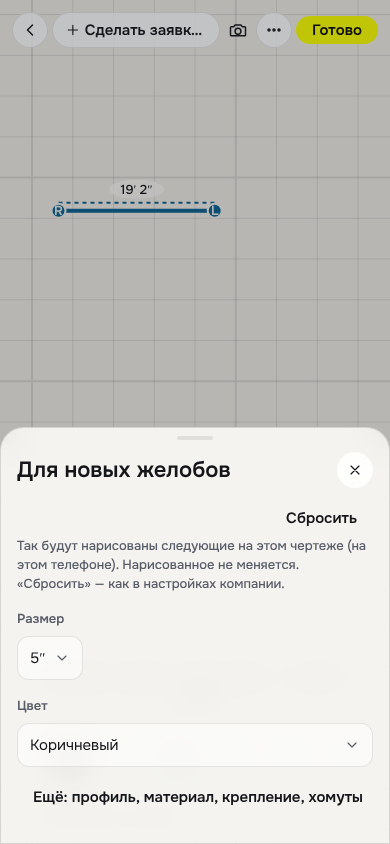 Сделать заявк...
Готово
19′ 2″
R
L
Для новых желобов
Сбросить
Так будут нарисованы следующие на этом чертеже (на
этом телефоне). Нарисованное не меняется.
«Сбросить» — как в настройках компании.
Размер
5″
Цвет
Коричневый
Ещё: профиль, материал, крепление, хомуты